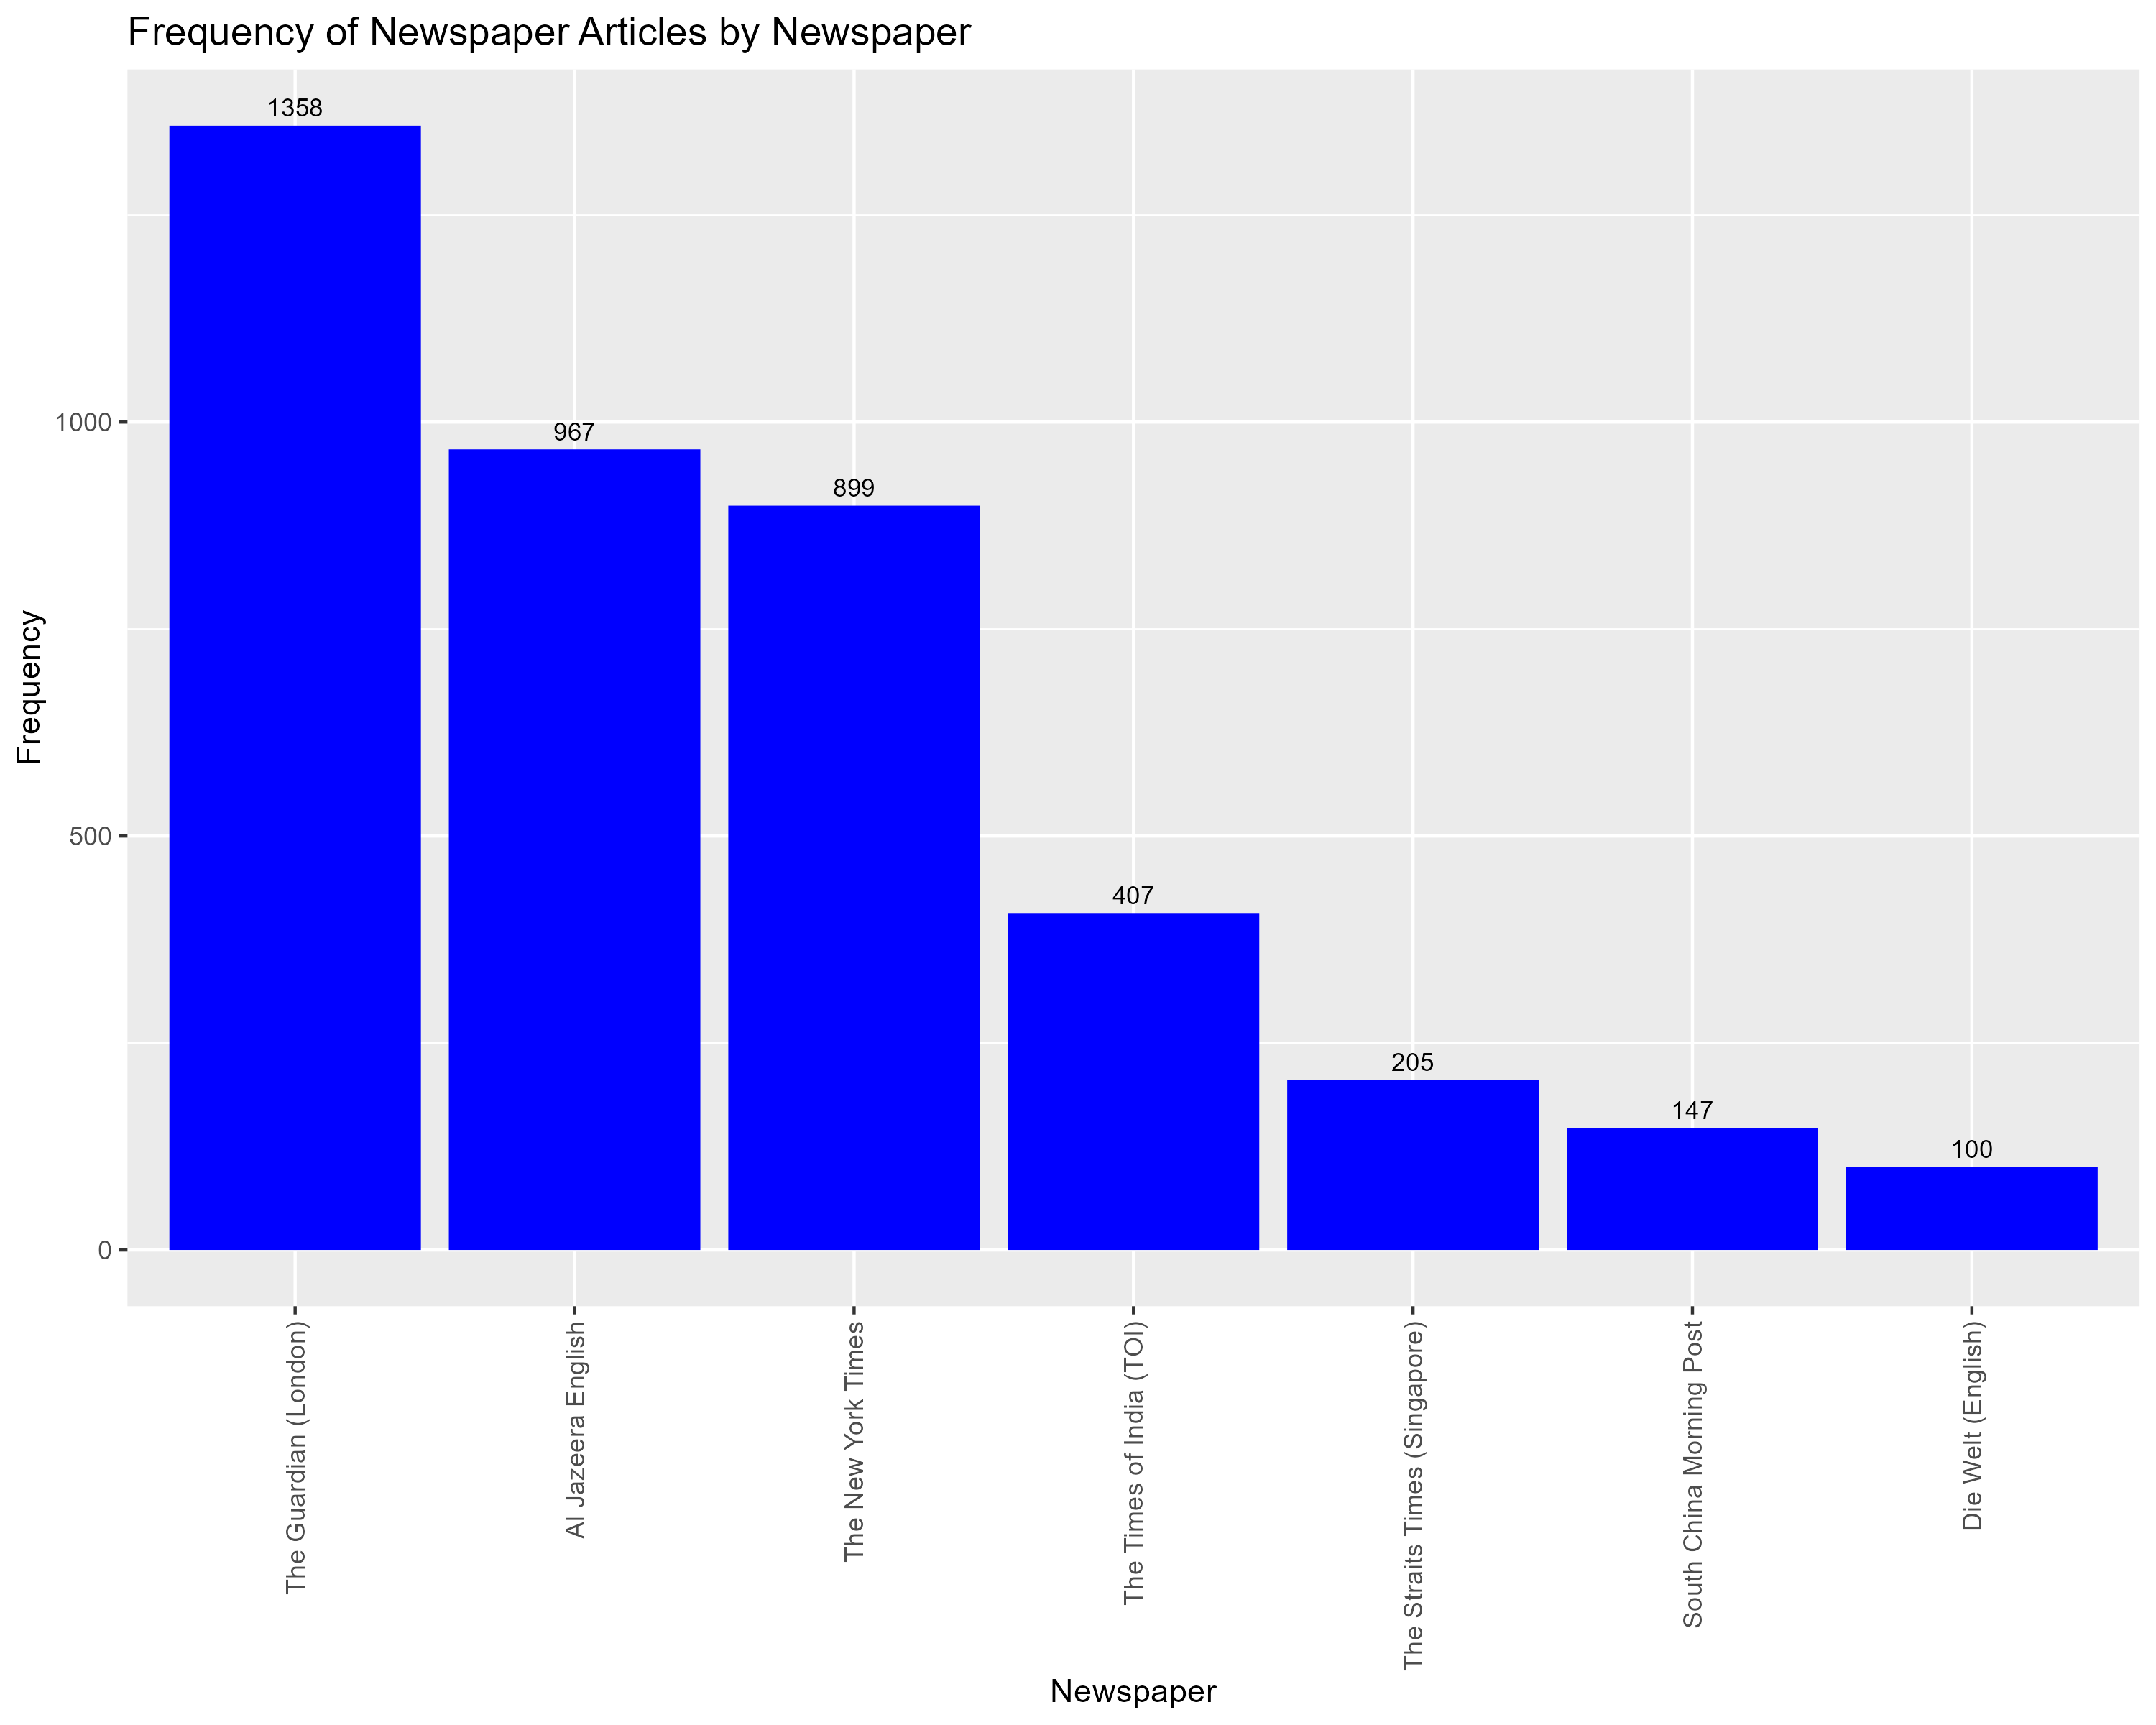 Frequency of Newspaper Articles by Newspaper
Frequency
1000
500
0
1358
967
899
407
205
147
100
The Guardian (London)
Al Jazeera English
The New York Times
The Times of India (TOI)
The Straits Times (Singapore)
South China Morning Post
Die Welt (English)
Newspaper